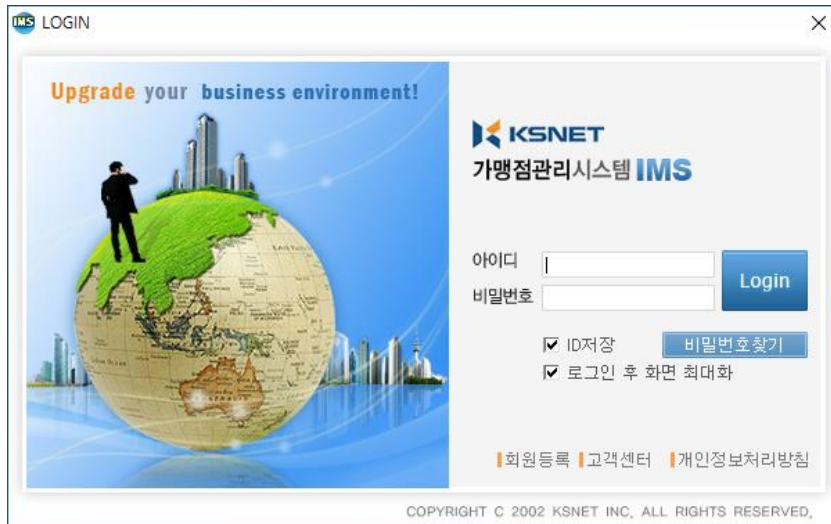 IMS LOGIN
Upgrade your business environment!
KSNET
가맹점관리시스템 IMS
아이디
비밀번호
Login
ID저장
비밀번호찾기
로그인 후 화면 최대화
회원등록 고객센터 개인정보처리방침
COPYRIGHT C 2002 KSNET INC, ALL RIGHTS RESERVED,